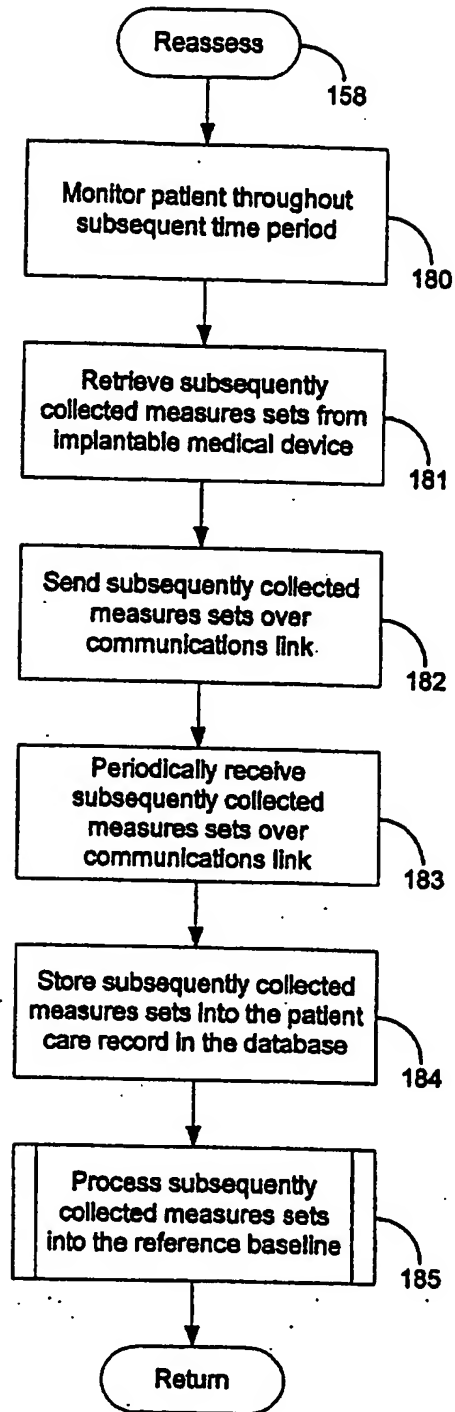 Reassess
158
Monitor patient throughout
subsequent time period
180
Retrieve subsequently
collected measures sets from
implantable medical device
181
Send subsequently collected
measures sets over
communications link
182
Periodically receive
subsequently collected
measures sets over
communications link
183
Store subsequently collected
measures sets into the patient
care record in the database
184
Process subsequently
collected measures sets
into the reference baseline
185
Return